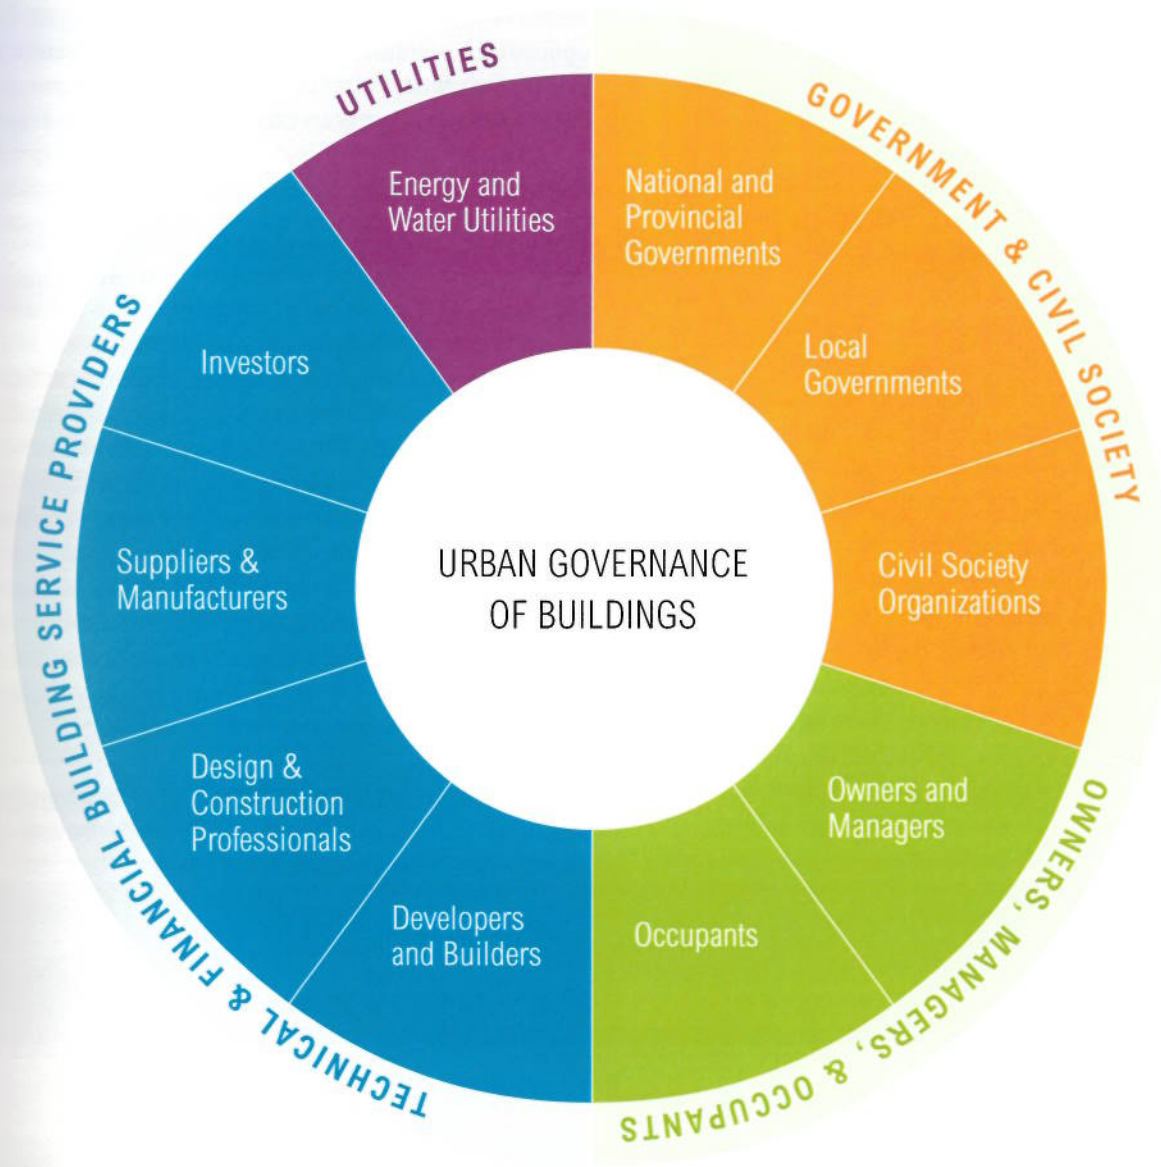 UTILITIES
GOVERNMENT & CIVIL SOCIETY
OWNERS, MANAGERS, & OCCUPANTS
TECHNICAL & FINANCIAL BUILDING SERVICE PROVIDERS
Energy and
Water Utilities
National and
Provincial
Governments
Local
Governments
Civil Society
Organizations
Owners and
Managers
Occupants
Developers
and Builders
Design &
Construction
Professionals
Suppliers &
Manufacturers
Investors
URBAN GOVERNANCE
OF BUILDINGS